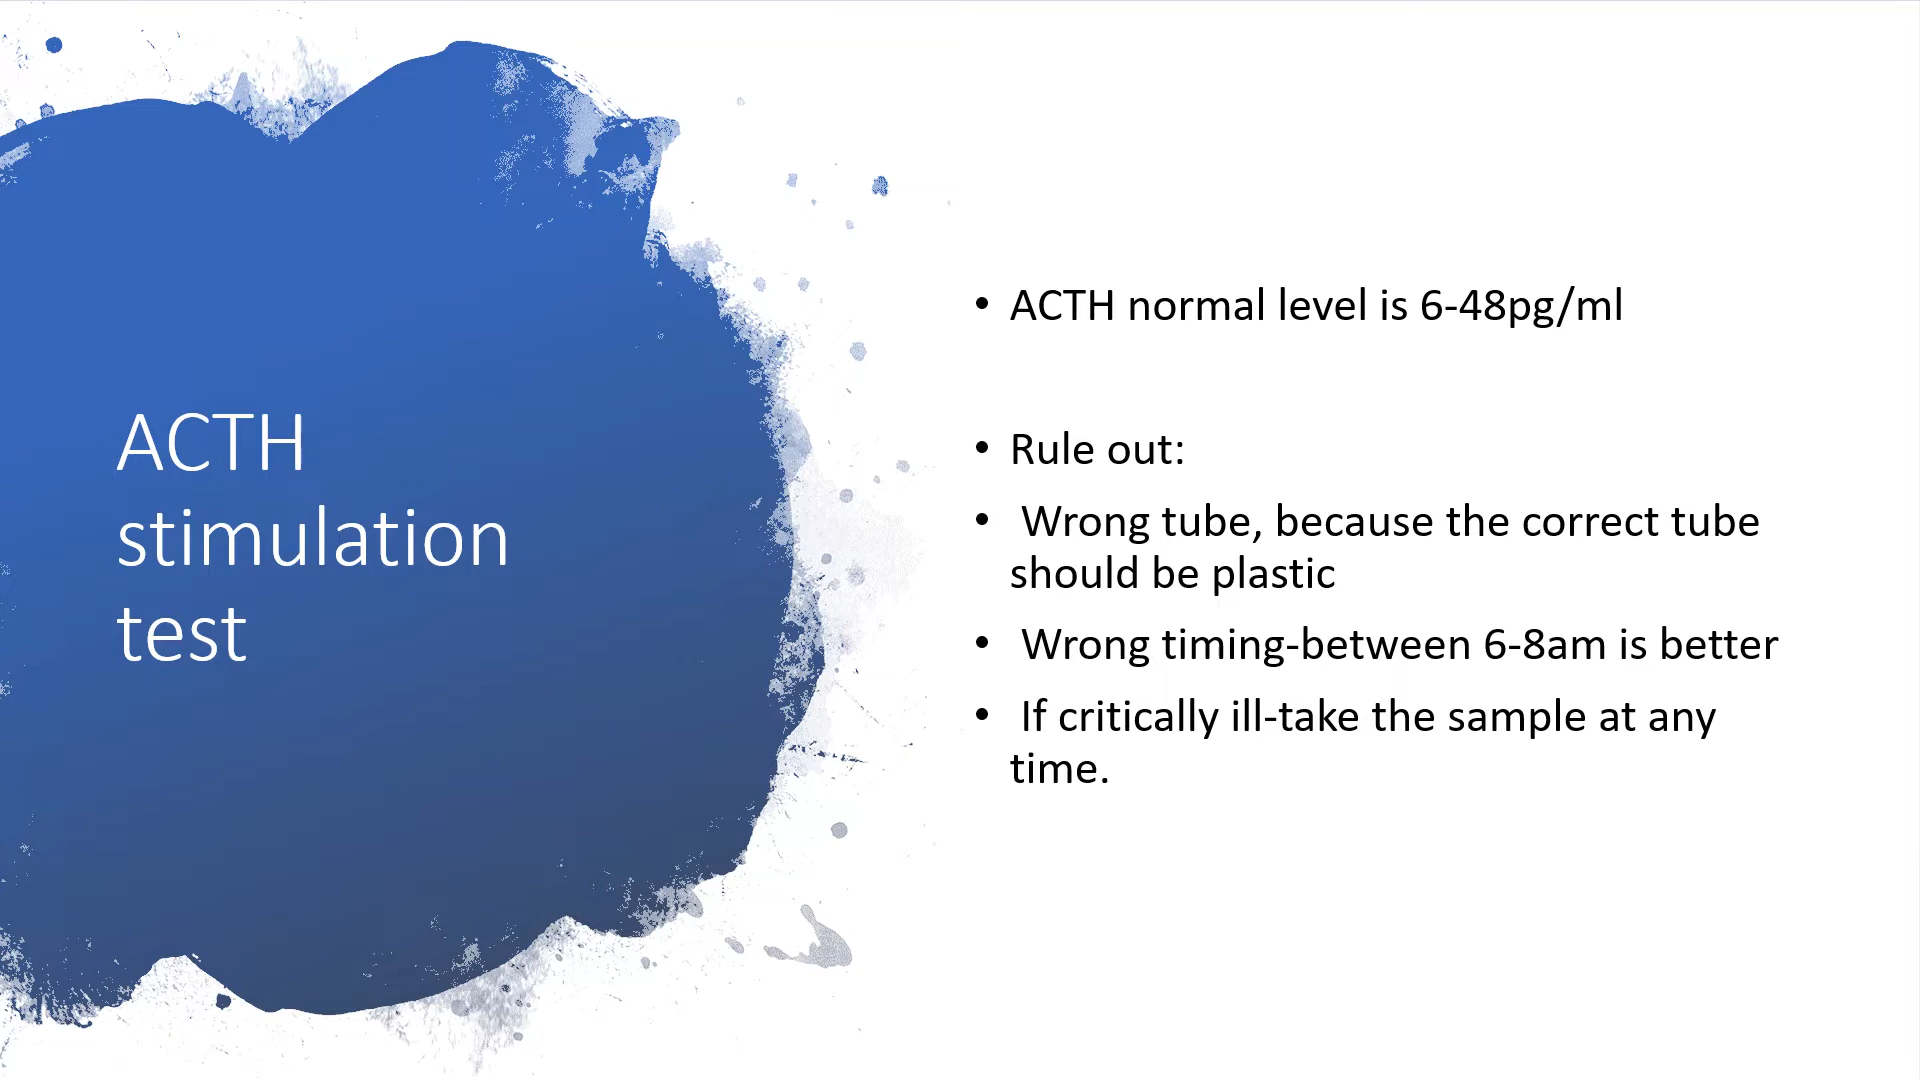 ACTH
stimulation
test
• ACTH normal level is 6-48pg/ml
• Rule out:
• Wrong tube, because the correct tube
should be plastic
• Wrong timing-between 6-8am is better
• If critically ill-take the sample at any
time.